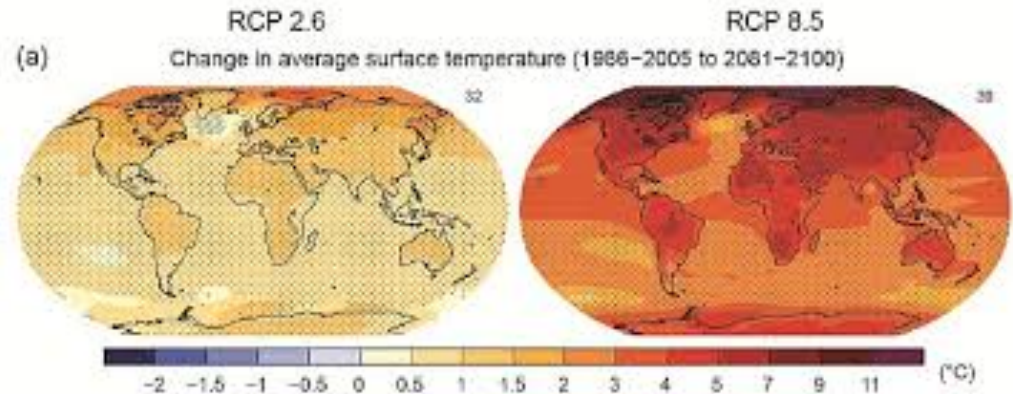 RCP 2.6 RCP 8.5
(a) Change in average surface temperature (1986−2005 to 2081−2100)
32 39
−2 −1.5 −1 −0.5 0 0.5 1 1.5 2 3 4 5 7 9 11 (°C)